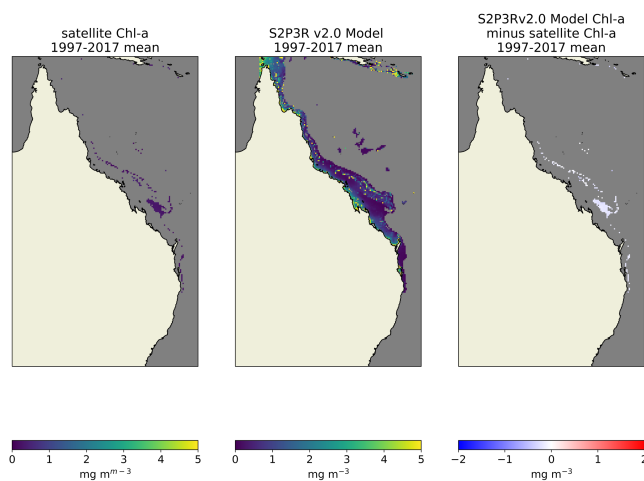 satellite Chl-a
1997-2017 mean
S2P3R v2.0 Model
1997-2017 mean
S2P3Rv2.0 Model Chl-a
minus satellite Chl-a
1997-2017 mean
0 1 2 3 4 5
mg m^m−3
0 1 2 3 4 5
mg m^−3
−2 −1 0 1 2
mg m^−3